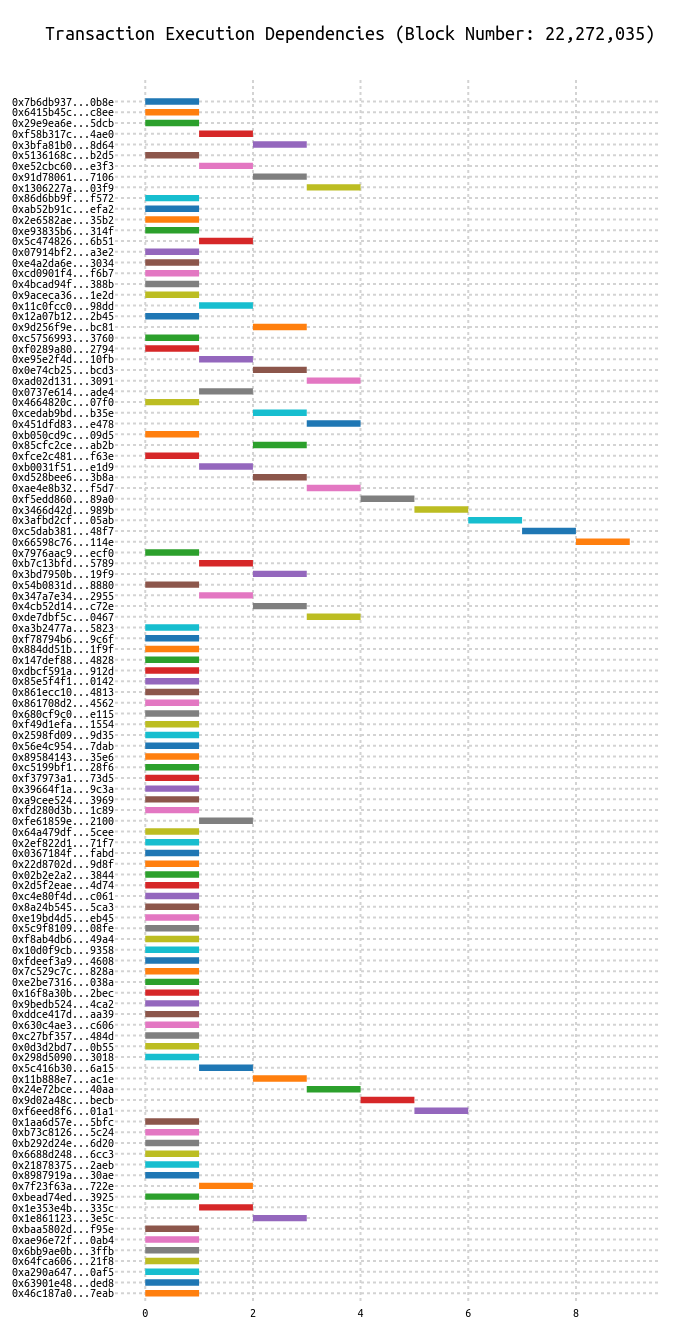 Transaction Execution Dependencies (Block Number: 22,272,035)
0x7b6db937...0b8e
0x6415b45c...c8ee
0x29e9ea6e...5dcb
0xf58b317c...4ae0
0x3bfa81b0...8d64
0x5136168c...b2d5
0xe52cbc60...e3f3
0x91d78061...7106
0x1306227a...03f9
0x86d6bb9f...f572
0xab52b91c...efa2
0x2e6582ae...35b2
0xe93835b6...314f
0x5c474826...6b51
0x07914bf2...a3e2
0xe4a2da6e...3034
0xcd0901f4...f6b7
0x4bcad94f...388b
0x9aceca36...1e2d
0x11c0fcc0...98dd
0x12a07b12...2b45
0x9d256f9e...bc81
0xc5756993...3760
0xf0289a80...2794
0xe95e2f4d...10fb
0x0e74cb25...bcd3
0xad02d131...3091
0x0737e614...ade4
0x4664820c...07f0
0xcedab9bd...b35e
0x451dfd83...e478
0xb050cd9c...09d5
0x85cfc2ce...ab2b
0xfce2c481...f63e
0xb0031f51...e1d9
0xd528bee6...3b8a
0xae4e8b32...f5d7
0xf5edd860...89a0
0x3466d42d...989b
0x3afbd2cf...05ab
0xc5dab381...48f7
0x66598c76...114e
0x7976aac9...ecf0
0xb7c13bfd...5789
0x3bd7950b...19f9
0x54b0831d...8880
0x347a7e34...2955
0x4cb52d14...c72e
0xde7dbf5c...0467
0xa3b2477a...5823
0xf78794b6...9c6f
0x884dd51b...1f9f
0x147def88...4828
0xdbcf591a...912d
0x85e5f4f1...0142
0x861ecc10...4813
0x861708d2...4562
0x680cf9c0...e115
0xf49d1efa...1554
0x2598fd09...9d35
0x56e4c954...7dab
0x89584143...35e6
0xc5199bf1...28f6
0xf37973a1...73d5
0x39664f1a...9c3a
0xa9cee524...3969
0xfd280d3b...1c89
0xfe61859e...2100
0x64a479df...5cee
0x2ef822d1...71f7
0x0367184f...fabd
0x22d8702d...9d8f
0x02b2e2a2...3844
0x2d5f2eae...4d74
0xc4e80f4d...c061
0x8a24b545...5ca3
0xe19bd4d5...eb45
0x5c9f8109...08fe
0xf8ab4db6...49a4
0x10d0f9cb...9358
0xfdeef3a9...4608
0x7c529c7c...828a
0xe2be7316...038a
0x16f8a30b...2bec
0x9bedb524...4ca2
0xddce417d...aa39
0x630c4ae3...c606
0xc27bf357...484d
0x0d3d2bd7...0b55
0x298d5090...3018
0x5c416b30...6a15
0x11b888e7...ac1e
0x24e72bce...40aa
0x9d02a48c...becb
0xf6eed8f6...01a1
0x1aa6d57e...5bfc
0xb73c8126...5c24
0xb292d24e...6d20
0x6688d248...6cc3
0x21878375...2aeb
0x8987919a...30ae
0x7f23f63a...722e
0xbead74ed...3925
0x1e353e4b...335c
0x1e861123...3e5c
0xbaa5802d...f95e
0xae96e72f...0ab4
0x6bb9ae0b...3ffb
0x64fca606...21f8
0xa290a647...0af5
0x63901e48...ded8
0x46c187a0...7eab
0 2 4 6 8